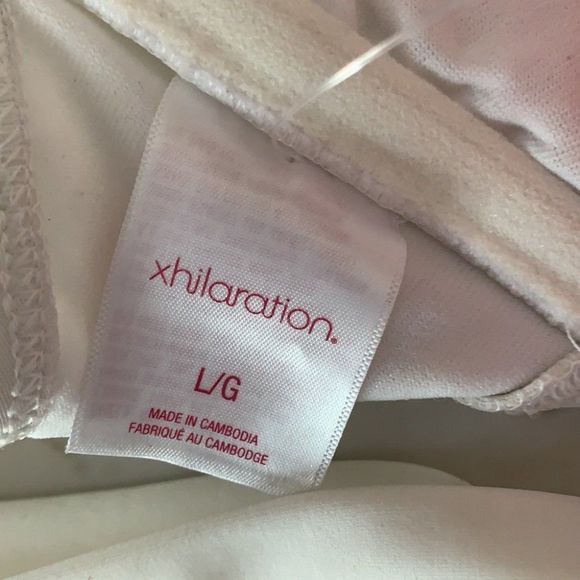 xhilaration®
L/G
MADE IN CAMBODIA
FABRIQUÉ AU CAMBODGE